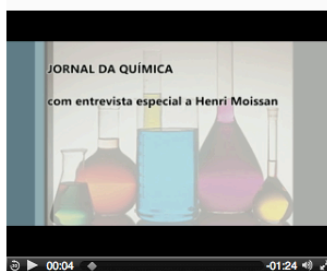 JORNAL DA QUÍMICA
com entrevista especial a Henri Moissan
00:04
-01:24